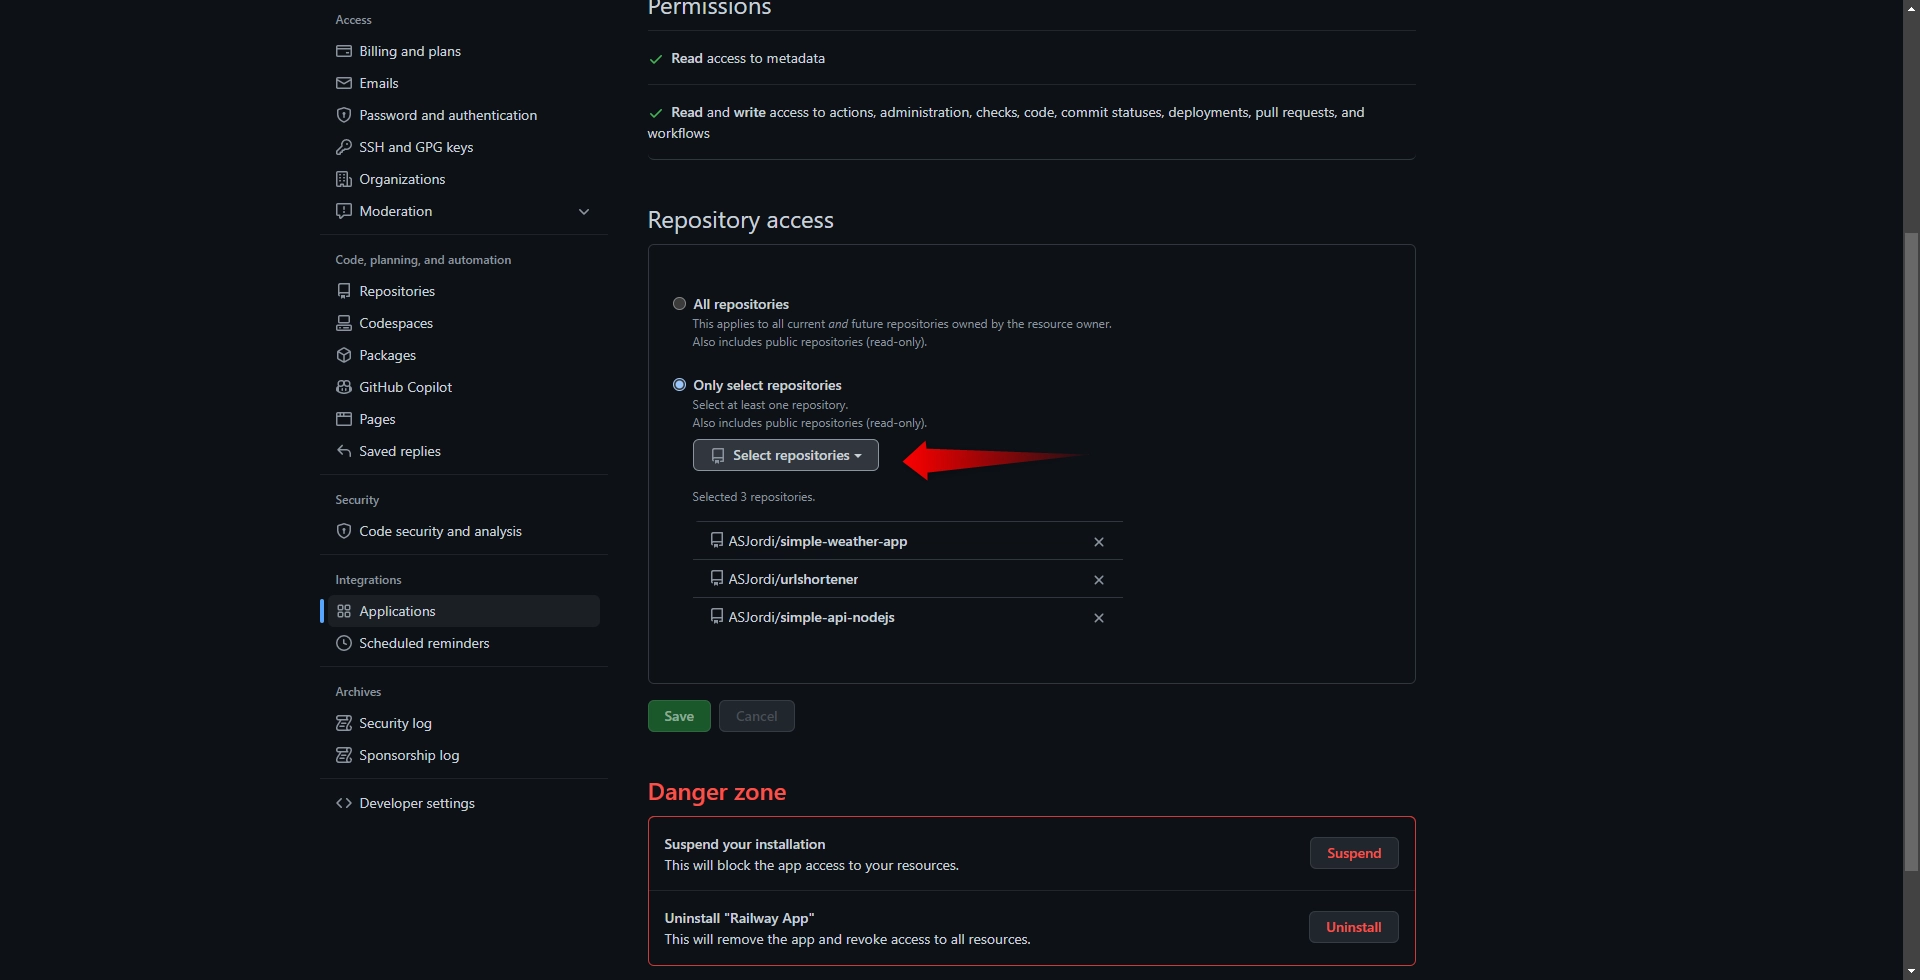 Access
Billing and plans
Emails
Password and authentication
SSH and GPG keys
Organizations
Moderation
Code, planning, and automation
Repositories
Codespaces
Packages
GitHub Copilot
Pages
Saved replies
Security
Code security and analysis
Integrations
Applications
Scheduled reminders
Archives
Security log
Sponsorship log
Developer settings
Permissions
Read access to metadata
Read and write access to actions, administration, checks, code, commit statuses, deployments, pull requests, and
workflows
Repository access
All repositories
This applies to all current and future repositories owned by the resource owner.
Also includes public repositories (read-only).
Only select repositories
Select at least one repository.
Also includes public repositories (read-only).
Select repositories
Selected 3 repositories.
ASJordi/simple-weather-app
ASJordi/urlshortener
ASJordi/simple-api-nodejs
Save Cancel
Danger zone
Suspend your installation
This will block the app access to your resources.
Suspend
Uninstall "Railway App"
This will remove the app and revoke access to all resources.
Uninstall